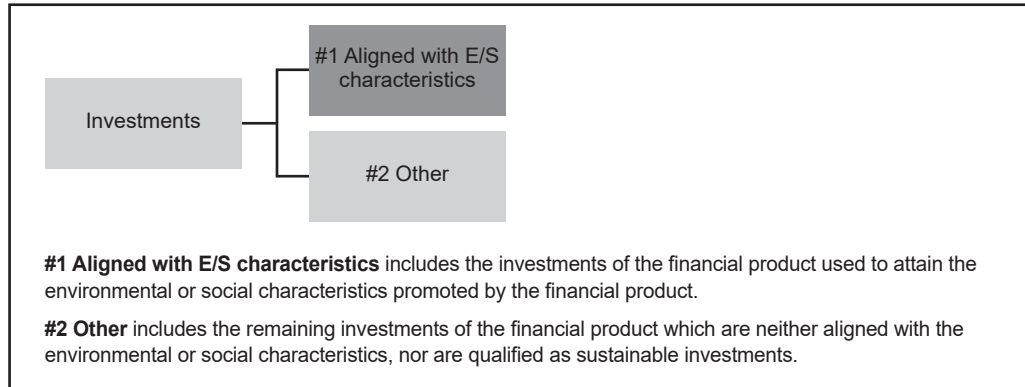 #1 Aligned with E/S
characteristics
Investments
#2 Other
#1 Aligned with E/S characteristics includes the investments of the financial product used to attain the
environmental or social characteristics promoted by the financial product.
#2 Other includes the remaining investments of the financial product which are neither aligned with the
environmental or social characteristics, nor are qualified as sustainable investments.